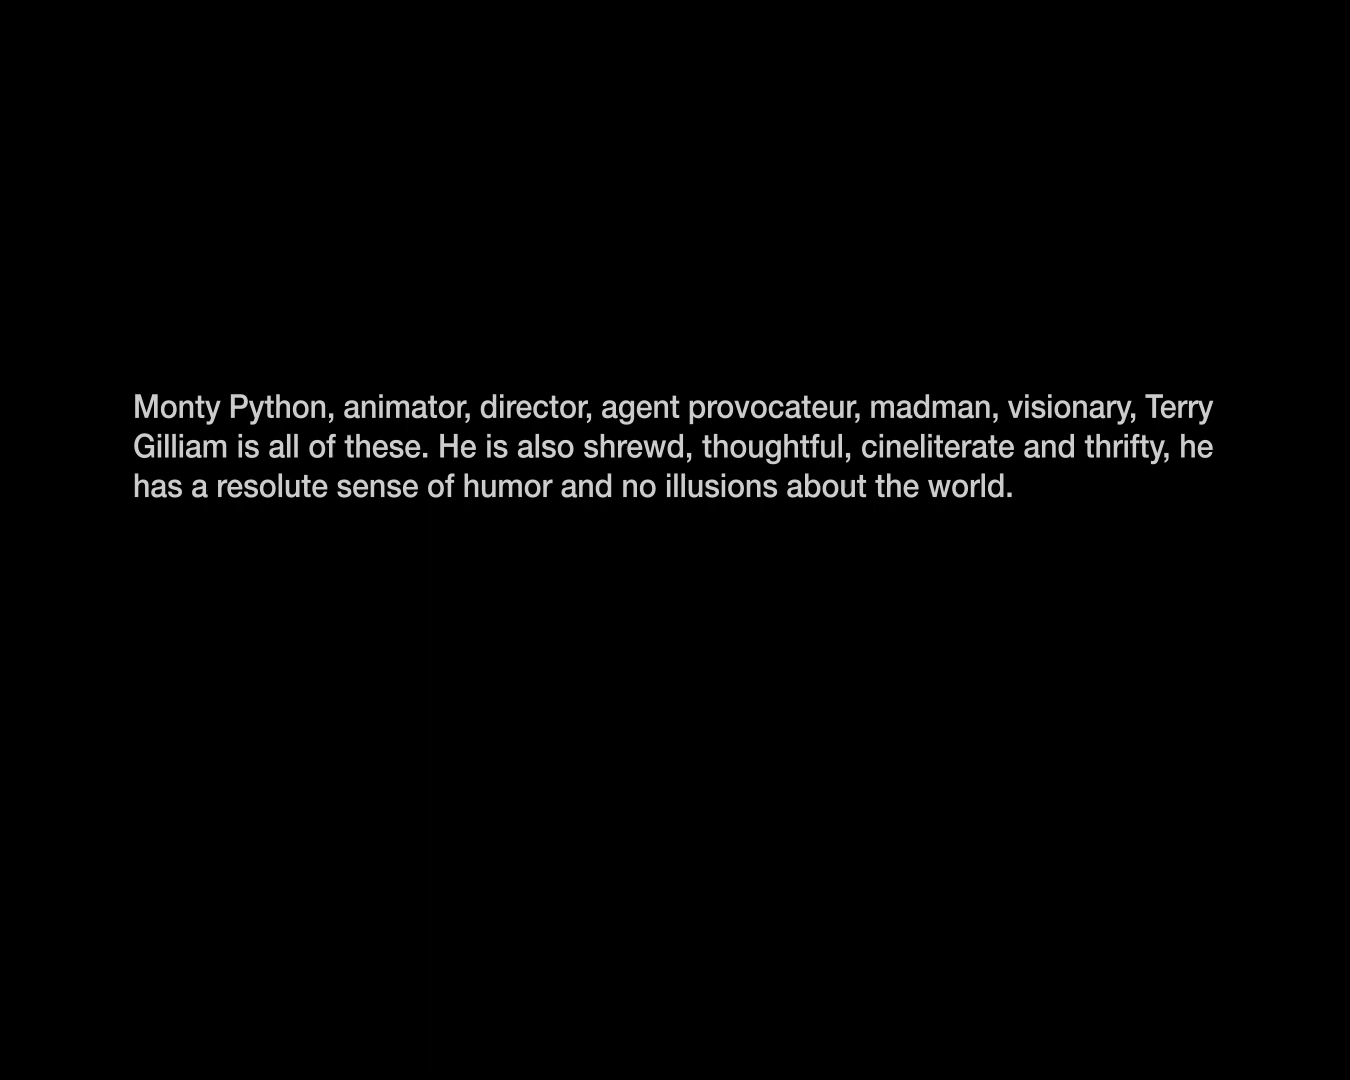 Monty Python, animator, director, agent provocateur, madman, visionary, Terry
Gilliam is all of these. He is also shrewd, thoughtful, cineliterate and thrifty, he
has a resolute sense of humor and no illusions about the world.